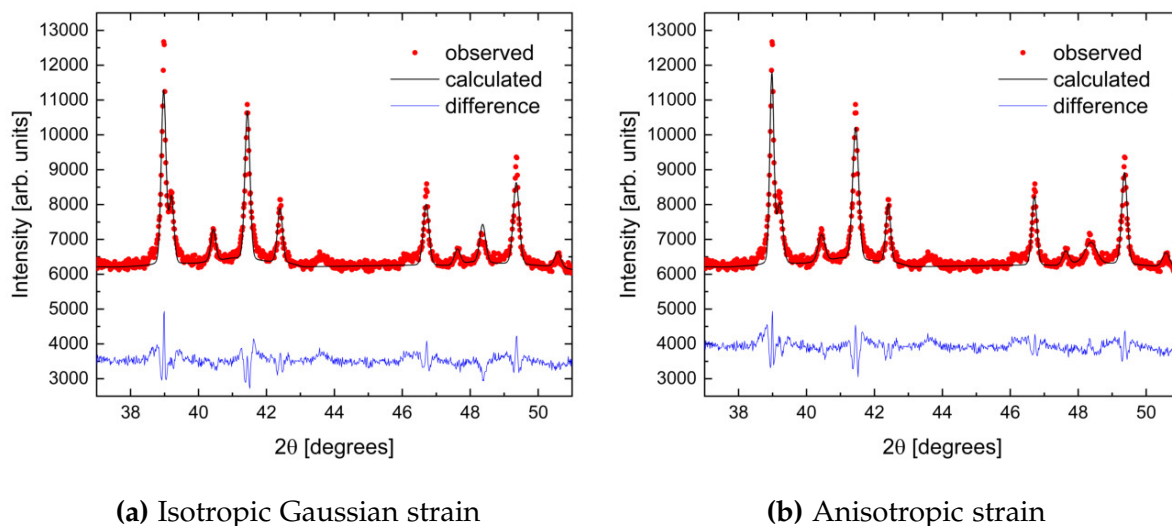 13000
12000
11000
10000
9000
8000
7000
6000
5000
4000
3000
Intensity [arb. units]
observed
calculated
difference
38 40 42 44 46 48 50
2θ [degrees]
(a) Isotropic Gaussian strain
13000
12000
11000
10000
9000
8000
7000
6000
5000
4000
3000
Intensity [arb. units]
observed
calculated
difference
38 40 42 44 46 48 50
2θ [degrees]
(b) Anisotropic strain